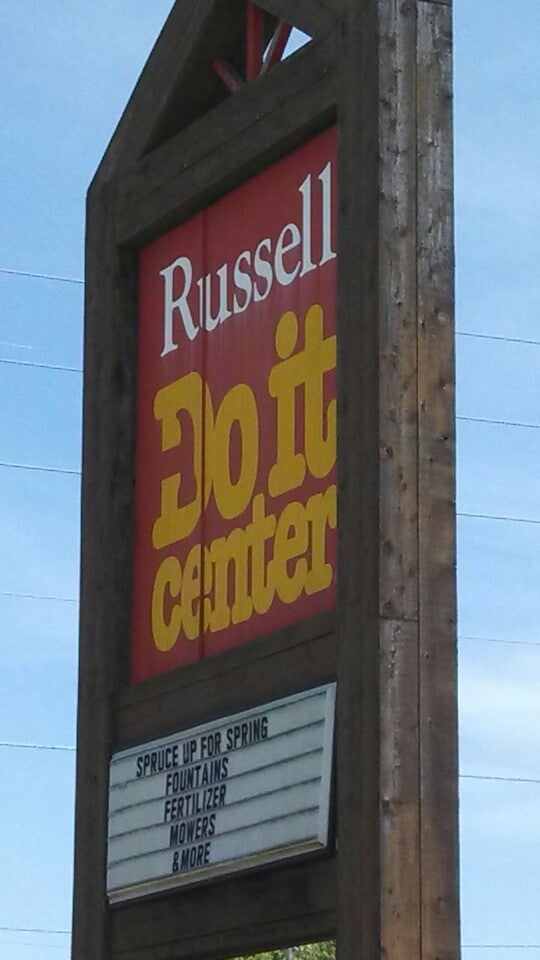 Russell
Do it
center
SPRUCE UP FOR SPRING
FOUNTAINS
FERTILIZER
MOWERS
&MORE